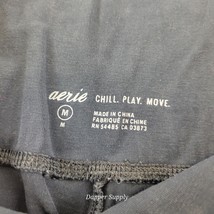 aerie CHILL. PLAY. MOVE.
M
M
MADE IN CHINA
FABRIQUÉ EN CHINE
RN 54485 CA 03873
Dapper Supply